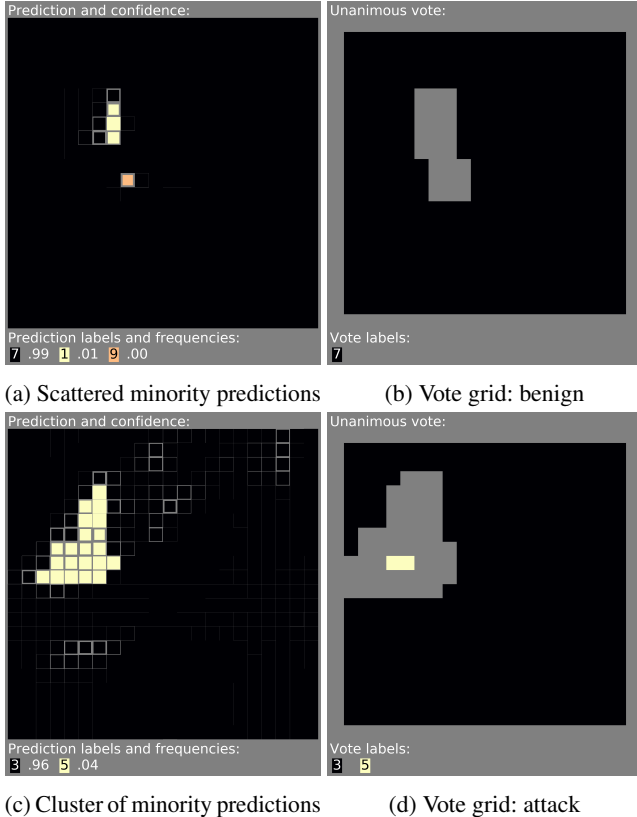 Prediction and confidence:
Unanimous vote:
Prediction labels and frequencies:
7 .99 1 .01 9 .00
Vote labels:
7
(a) Scattered minority predictions
(b) Vote grid: benign
Prediction and confidence:
Unanimous vote:
Prediction labels and frequencies:
3 .96 5 .04
Vote labels:
3 5
(c) Cluster of minority predictions
(d) Vote grid: attack